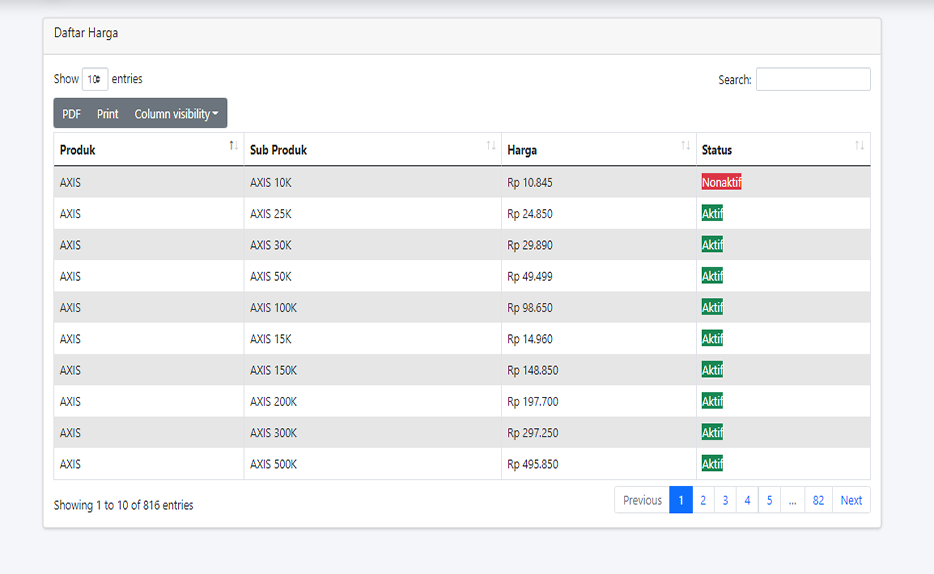 Daftar Harga
Show 10 entries Search:
PDF Print Column visibility
Produk Sub Produk Harga Status
AXIS AXIS 10K Rp 10.845 Nonaktif
AXIS AXIS 25K Rp 24.850 Aktif
AXIS AXIS 30K Rp 29.890 Aktif
AXIS AXIS 50K Rp 49.499 Aktif
AXIS AXIS 100K Rp 98.650 Aktif
AXIS AXIS 15K Rp 14.960 Aktif
AXIS AXIS 150K Rp 148.850 Aktif
AXIS AXIS 200K Rp 197.700 Aktif
AXIS AXIS 300K Rp 297.250 Aktif
AXIS AXIS 500K Rp 495.850 Aktif
Showing 1 to 10 of 816 entries Previous 1 2 3 4 5 ... 82 Next